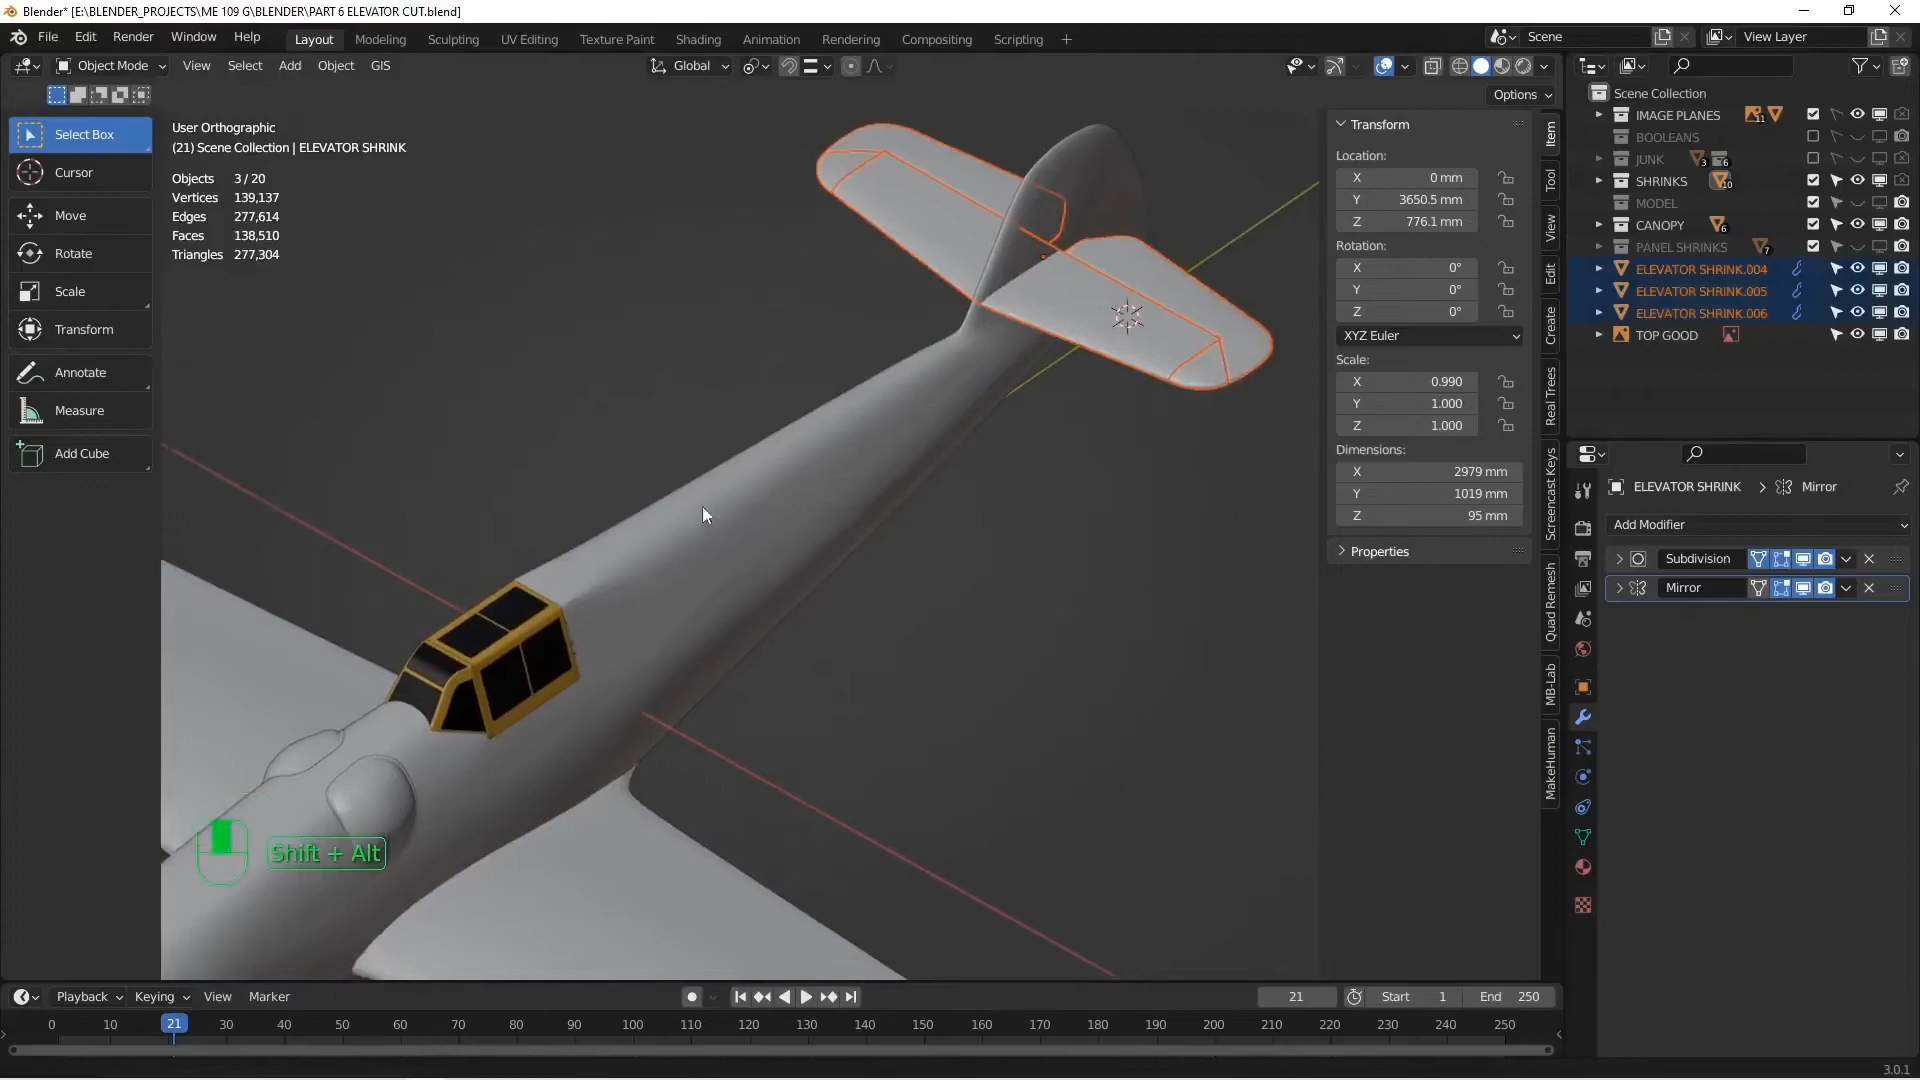 Blender* [E:\BLENDER_PROJECTS\ME 109 G\BLENDER\PART 6 ELEVATOR CUT.blend]
File Edit Render Window Help Layout Modeling Sculpting UV Editing Texture Paint Shading Animation Rendering Compositing Scripting + Scene View Layer
Object Mode View Select Add Object GIS Global
Options
Select Box
Cursor
Move
Rotate
Scale
Transform
Annotate
Measure
Add Cube
User Orthographic
(21) Scene Collection | ELEVATOR SHRINK
Objects 3 / 20
Vertices 139,137
Edges 277,614
Faces 138,510
Triangles 277,304
Shift + Alt
Transform
Location:
X 0 mm
Y 3650.5 mm
Z 776.1 mm
Rotation:
X 0°
Y 0°
Z 0°
XYZ Euler
Scale:
X 0.990
Y 1.000
Z 1.000
Dimensions:
X 2979 mm
Y 1019 mm
Z 95 mm
Properties
Item
Tool
View
Edit
Create
Real Trees
Screencast Keys
Quad Remesh
MB-Lab
MakeHuman
Scene Collection
IMAGE PLANES 11
BOOLEANS
JUNK 3 6
SHRINKS 10
MODEL
CANOPY 6
PANEL SHRINKS 7
ELEVATOR SHRINK.004
ELEVATOR SHRINK.005
ELEVATOR SHRINK.006
TOP GOOD
ELEVATOR SHRINK > Mirror
Add Modifier
Subdivision
Mirror
Playback Keying View Marker 21 Start 1 End 250
0 10 21 30 40 50 60 70 80 90 100 110 120 130 140 150 160 170 180 190 200 210 220 230 240 250
3.0.1